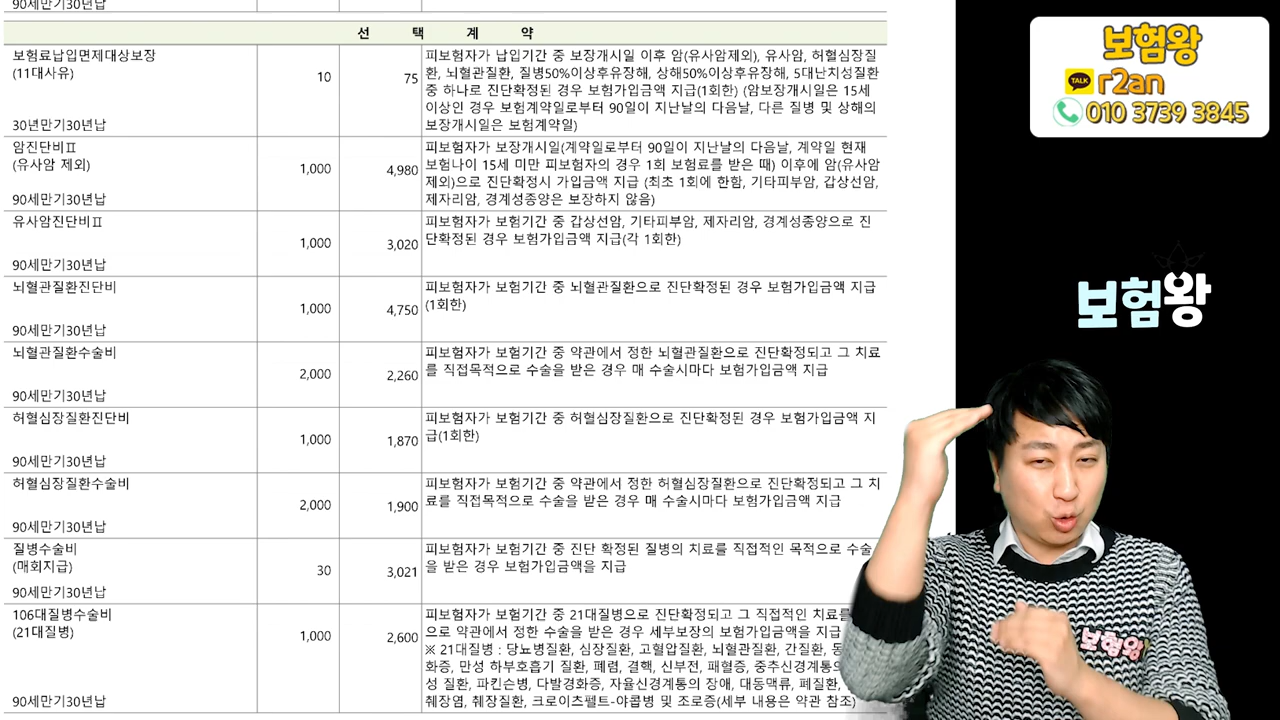 90세만기30년납
선 택 계 약
보험료납입면제대상보장
(11대사유)
30년만기30년납
10
75
피보험자가 납입기간 중 보장개시일 이후 암(유사암제외), 유사암, 허혈심장질
환, 뇌혈관질환, 질병50%이상후유장해, 상해50%이상후유장해, 5대난치성질환
중 하나로 진단확정된 경우 보험가입금액 지급(1회한) (암보장개시일은 15세
이상인 경우 보험계약일로부터 90일이 지난날의 다음날, 다른 질병 및 상해의
보장개시일은 보험계약일)
암진단비Ⅱ
(유사암 제외)
90세만기30년납
1,000
4,980
피보험자가 보장개시일(계약일로부터 90일이 지난날의 다음날, 계약일 현재
보험나이 15세 미만 피보험자의 경우 1회 보험료를 받은 때) 이후에 암(유사암
제외)으로 진단확정시 가입금액 지급 (최초 1회에 한함, 기타피부암, 갑상선암,
제자리암, 경계성종양은 보장하지 않음)
유사암진단비Ⅱ
90세만기30년납
1,000
3,020
피보험자가 보험기간 중 갑상선암, 기타피부암, 제자리암, 경계성종양으로 진
단확정된 경우 보험가입금액 지급(각 1회한)
뇌혈관질환진단비
90세만기30년납
1,000
4,750
피보험자가 보험기간 중 뇌혈관질환으로 진단확정된 경우 보험가입금액 지급
(1회한)
뇌혈관질환수술비
90세만기30년납
2,000
2,260
피보험자가 보험기간 중 약관에서 정한 뇌혈관질환으로 진단확정되고 그 치료
를 직접목적으로 수술을 받은 경우 매 수술시마다 보험가입금액 지급
허혈심장질환진단비
90세만기30년납
1,000
1,870
피보험자가 보험기간 중 허혈심장질환으로 진단확정된 경우 보험가입금액 지
급(1회한)
허혈심장질환수술비
90세만기30년납
2,000
1,900
피보험자가 보험기간 중 약관에서 정한 허혈심장질환으로 진단확정되고 그 치
료를 직접목적으로 수술을 받은 경우 매 수술시마다 보험가입금액 지급
질병수술비
(매회지급)
90세만기30년납
30
3,021
피보험자가 보험기간 중 진단 확정된 질병의 치료를 직접적인 목적으로 수술
을 받은 경우 보험가입금액을 지급
106대질병수술비
(21대질병)
90세만기30년납
1,000
2,600
피보험자가 보험기간 중 21대질병으로 진단확정되고 그 직접적인 치료를
으로 약관에서 정한 수술을 받은 경우 세부보장의 보험가입금액을 지급
※ 21대질병 : 당뇨병질환, 심장질환, 고혈압질환, 뇌혈관질환, 간질환, 동
화증, 만성 하부호흡기 질환, 폐렴, 결핵, 신부전, 패혈증, 중추신경계통의
성 질환, 파킨슨병, 다발경화증, 자율신경계통의 장애, 대동맥류, 폐질환,
췌장염, 췌장질환, 크로이츠펠트-야콥병 및 조로증(세부 내용은 약관 참조)
보험왕
TALK r2an
010 3739 3845
보험왕
보험왕